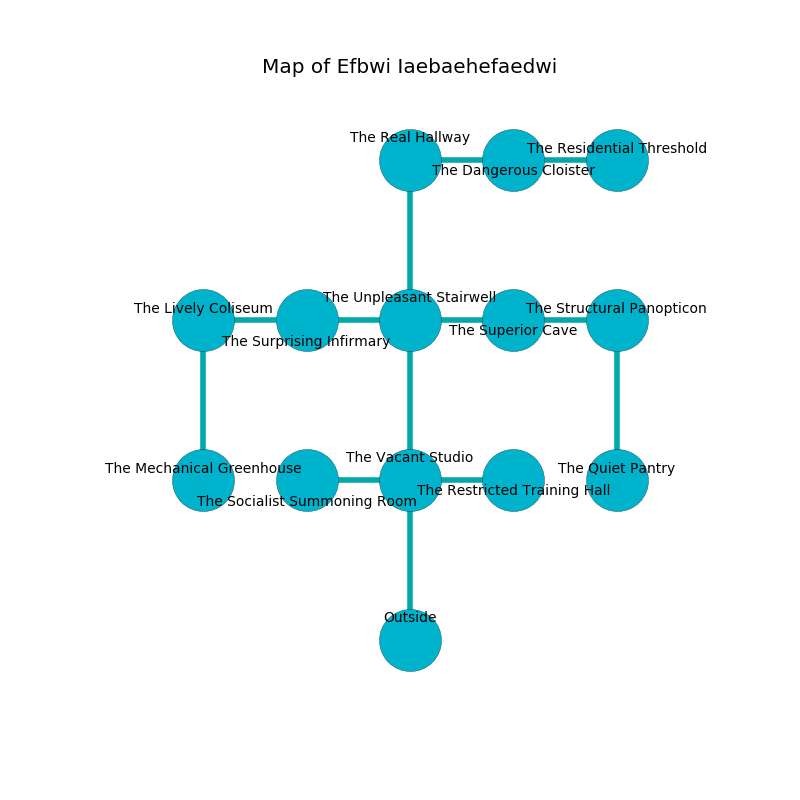 Map of Efbwi Iaebaehefaedwi
The Real Hallway
The Residential Threshold
The Dangerous Cloister
The Unpleasant Stairwell
The Lively Coliseum
The Structural Panopticon
The Superior Cave
The Surprising Infirmary
The Vacant Studio
The Mechanical Greenhouse
The Quiet Pantry
The Restricted Training Hall
The Socialist Summoning Room
Outside